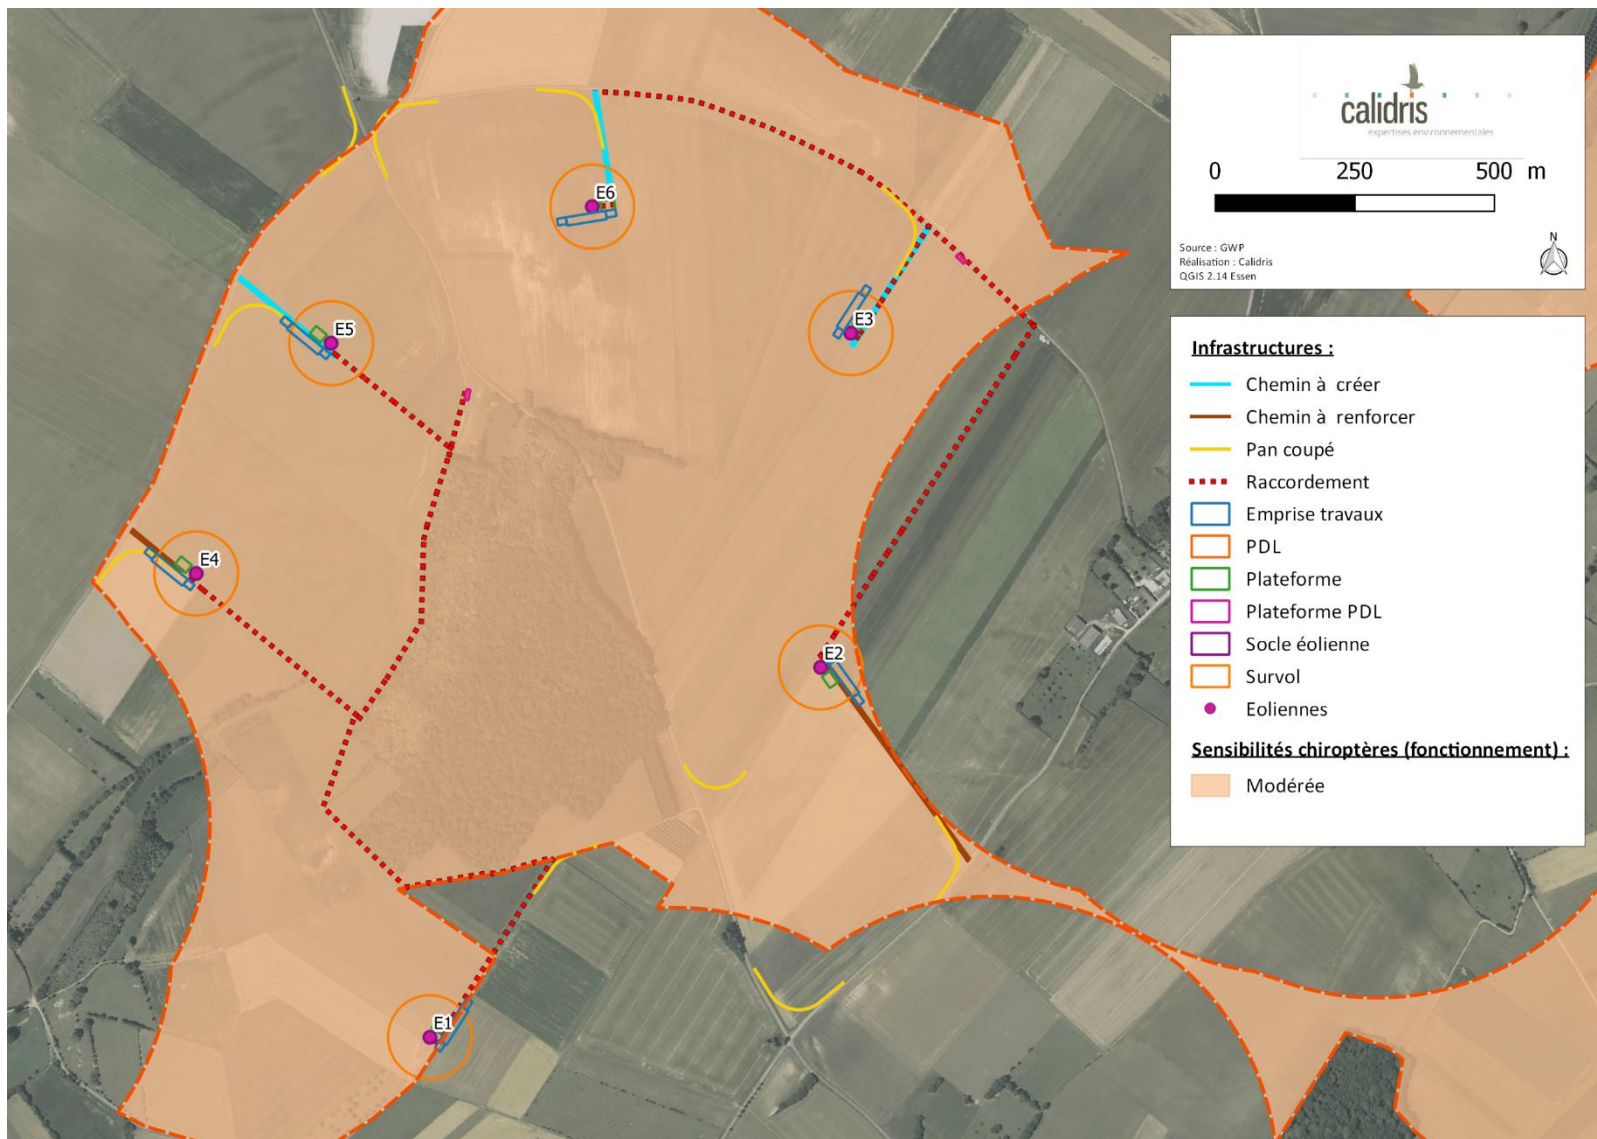 calidris
expertises environnementales
0 250 500 m
Source : GWP
Réalisation : Calidris
QGIS 2.14 Essen
N
Infrastructures :
Chemin à créer
Chemin à renforcer
Pan coupé
Raccordement
Emprise travaux
PDL
Plateforme
Plateforme PDL
Socle éolienne
Survol
Eoliennes
Sensibilités chiroptères (fonctionnement) :
Modérée
E6
E3
E5
E4
E2
E1